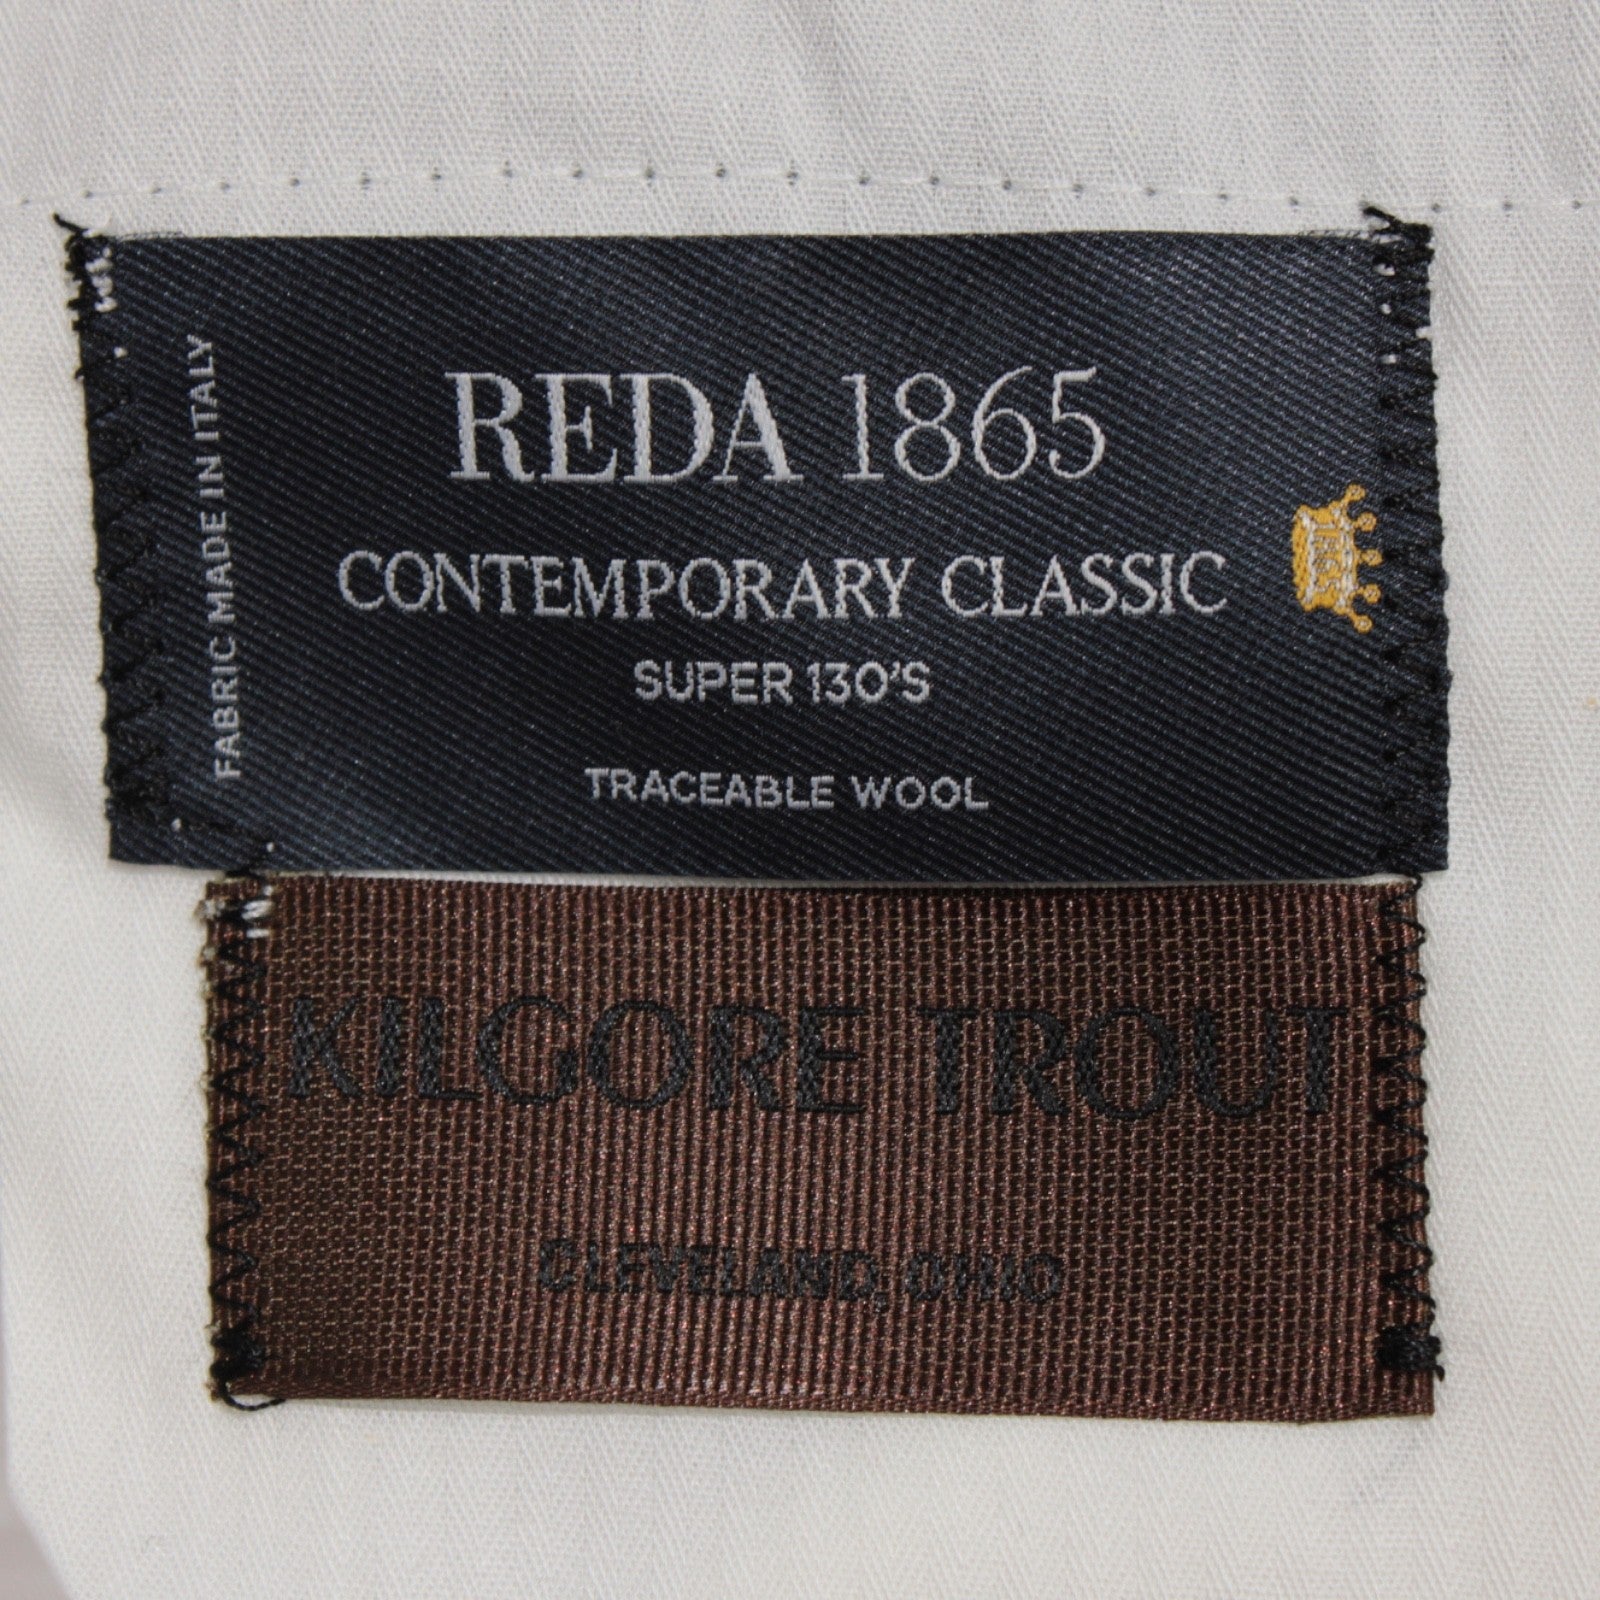 FABRIC MADE IN ITALY
REDA 1865
CONTEMPORARY CLASSIC
SUPER 130'S
TRACEABLE WOOL
KILGORE TROUT
CLEVELAND, OHIO